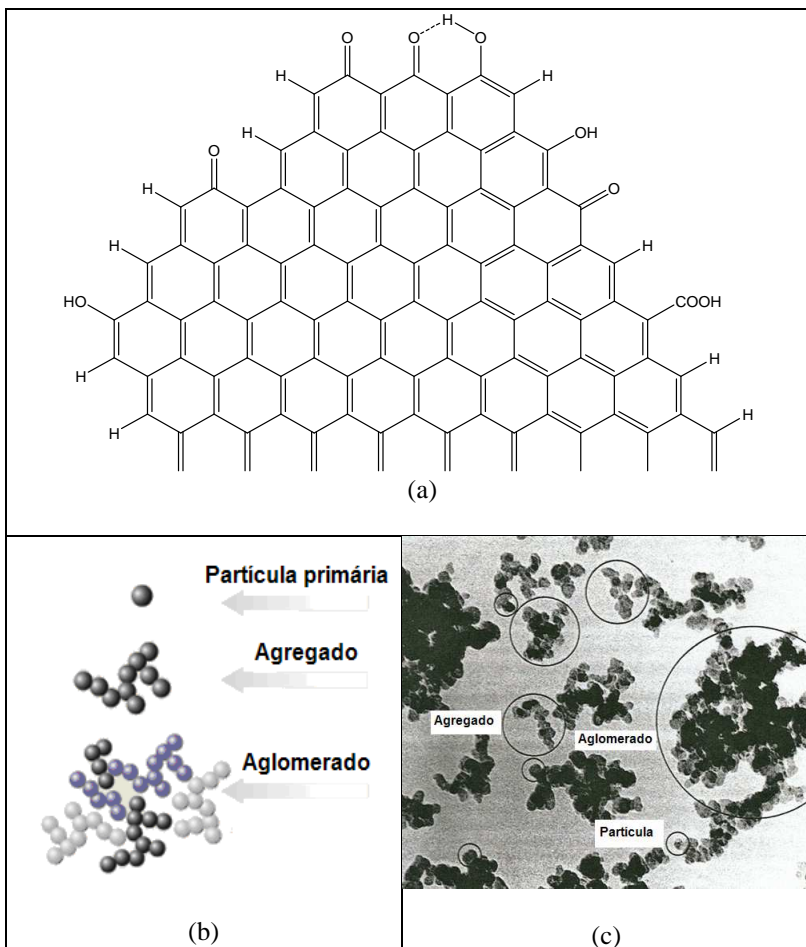 H
O O O
H H
H OH
O
H O
H H
HO COOH
H
H
H
H
(a)
Partícula primária
Agregado
Aglomerado
(b)
Agregado
Aglomerado
Partícula
(c)